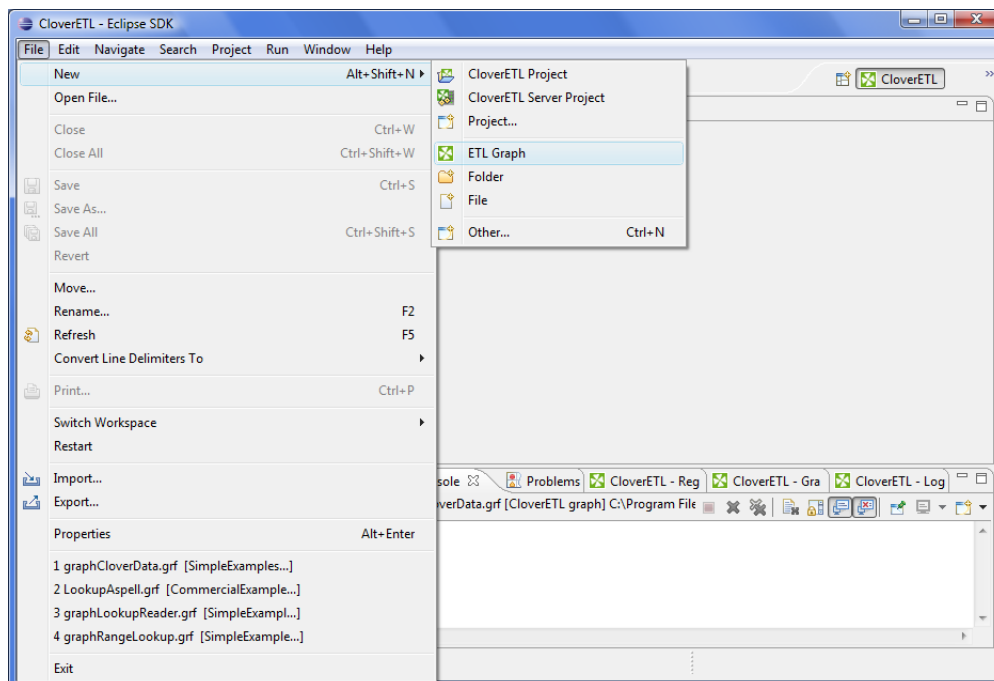 CloverETL - Eclipse SDK
File Edit Navigate Search Project Run Window Help
New Alt+Shift+N
Open File...
Close Ctrl+W
Close All Ctrl+Shift+W
Save Ctrl+S
Save As...
Save All Ctrl+Shift+S
Revert
Move...
Rename... F2
Refresh F5
Convert Line Delimiters To
Print... Ctrl+P
Switch Workspace
Restart
Import...
Export...
Properties Alt+Enter
1 graphCloverData.grf [SimpleExamples...]
2 LookupAspell.grf [CommercialExample...]
3 graphLookupReader.grf [SimpleExampl...]
4 graphRangeLookup.grf [SimpleExample...]
Exit
CloverETL Project
CloverETL Server Project
Project...
ETL Graph
Folder
File
Other... Ctrl+N
CloverETL
sole Problems CloverETL - Reg CloverETL - Gra CloverETL - Log
verData.grf [CloverETL graph] C:\Program File